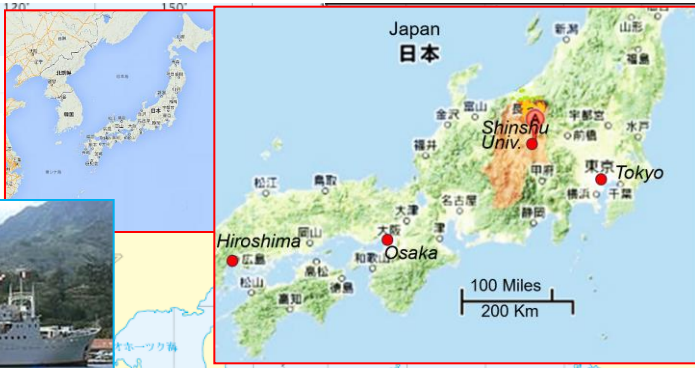 120°
150°
Japan
日本
新潟
山形
福島
富山
長
金沢
A
宇都宮
Shinshu
Univ.
前橋
水戸
福井
甲府
東京
Tokyo
松江
鳥取
名古屋
横浜
千葉
静岡
大津
岡山
大阪
津
Hiroshima
広島
Osaka
和歌山
高松
徳島
松山
高知
100 Miles
200 Km
オホーツク海
韓国
日本